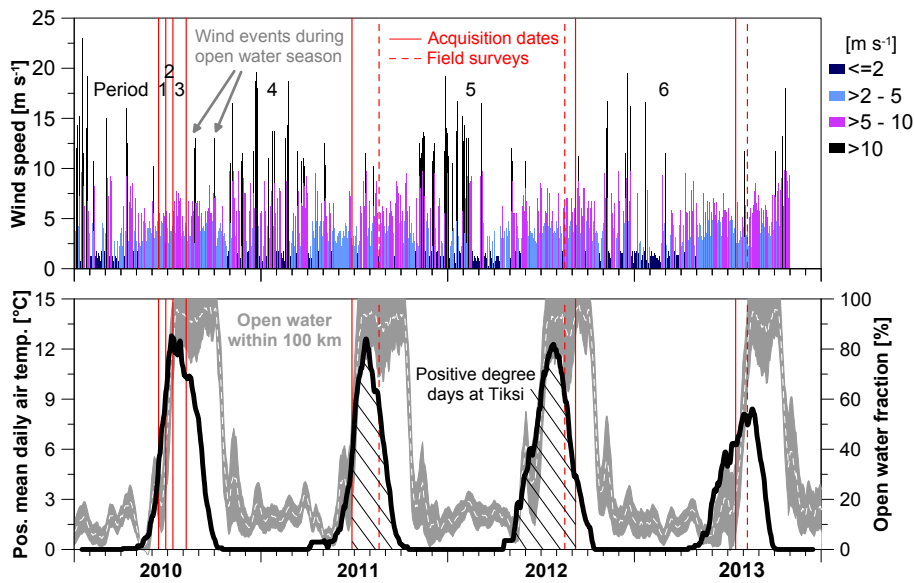 25
20
15
10
5
0
Wind speed [m s-1]
Wind events during
open water season
Acquisition dates
Field surveys
[m s-1]
<=2
>2 - 5
>5 - 10
>10
Period 1 2 3 4 5 6
15
12
9
6
3
0
Pos. mean daily air temp. [°C]
Open water
within 100 km
Positive degree
days at Tiksi
100
80
60
40
20
0
Open water fraction [%]
2010 2011 2012 2013